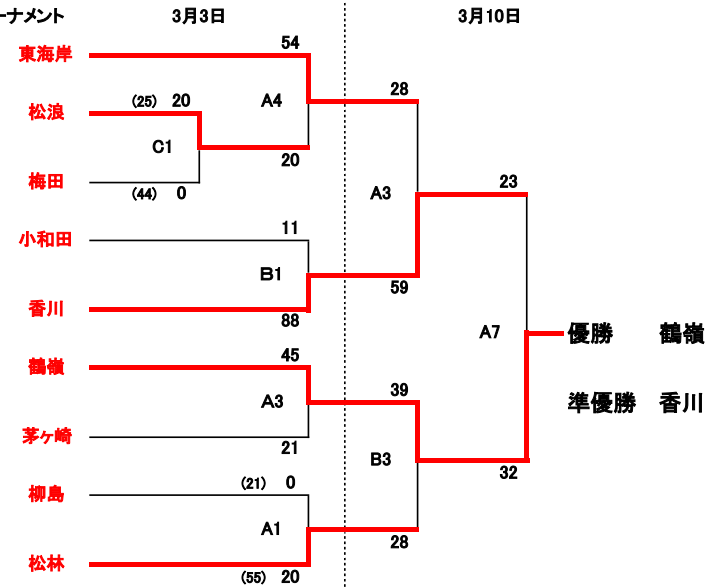 ーナメント 3月3日 3月10日
54
東海岸
28
(25) 20 A4
松浪
C1
20
梅田
(44) 0 A3 23
11
小和田
B1
59
香川
88
A7 優勝 鶴嶺
45
鶴嶺
39
A3 準優勝 香川
茅ヶ崎
21
B3
32
(21) 0
柳島
A1
28
松林
(55) 20